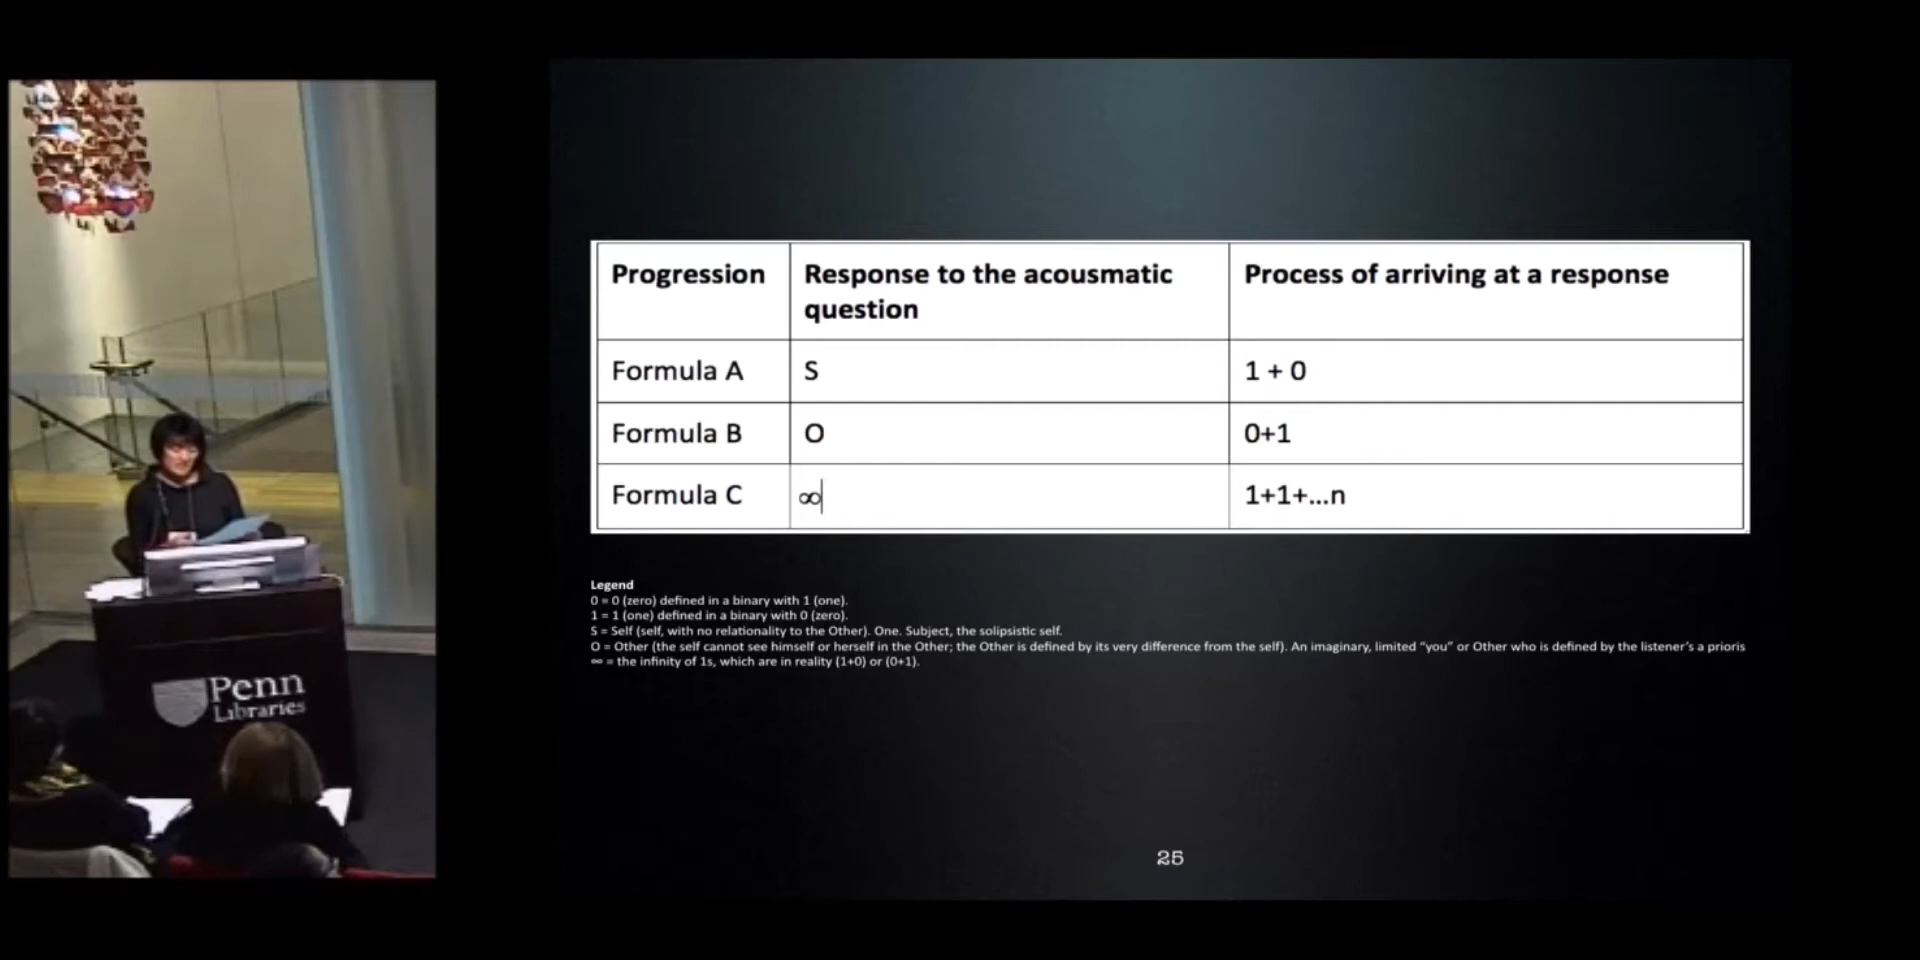 Progression Response to the acousmatic question Process of arriving at a response
Formula A S 1 + 0
Formula B O 0+1
Formula C ∞ 1+1+...n
Legend
0 = 0 (zero) defined in a binary with 1 (one).
1 = 1 (one) defined in a binary with 0 (zero).
S = Self (self, with no relationality to the Other). One. Subject, the solipsistic self.
O = Other (the self cannot see himself or herself in the Other; the Other is defined by its very difference from the self). An imaginary, limited “you” or Other who is defined by the listener’s a prioris
∞ = the infinity of 1s, which are in reality (1+0) or (0+1).
25
Penn
Libraries